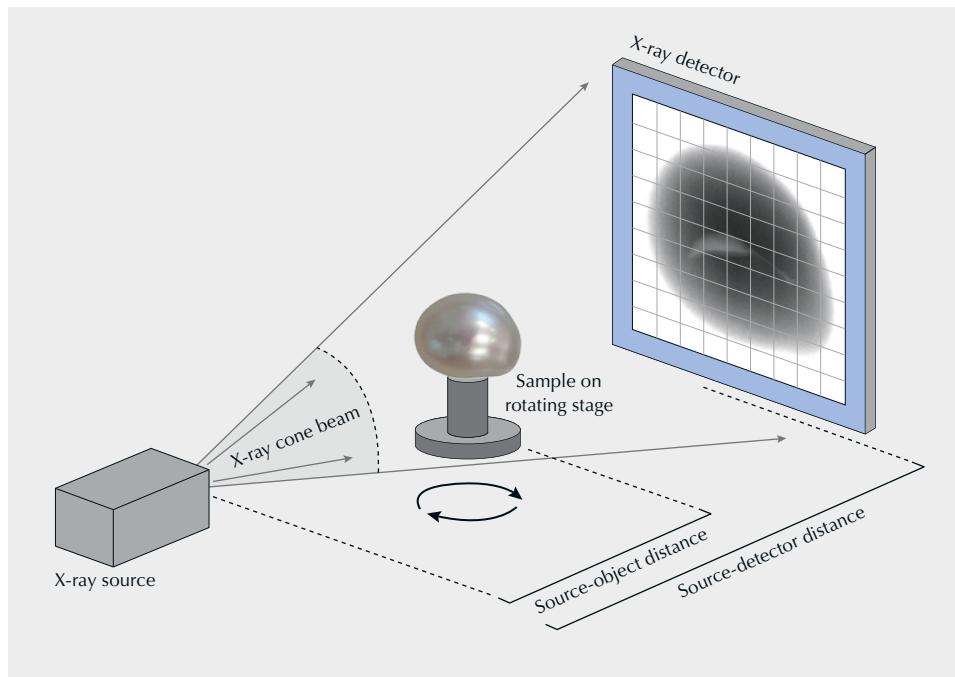 X-ray detector
Sample on
rotating stage
X-ray cone beam
X-ray source
Source-object distance
Source-detector distance